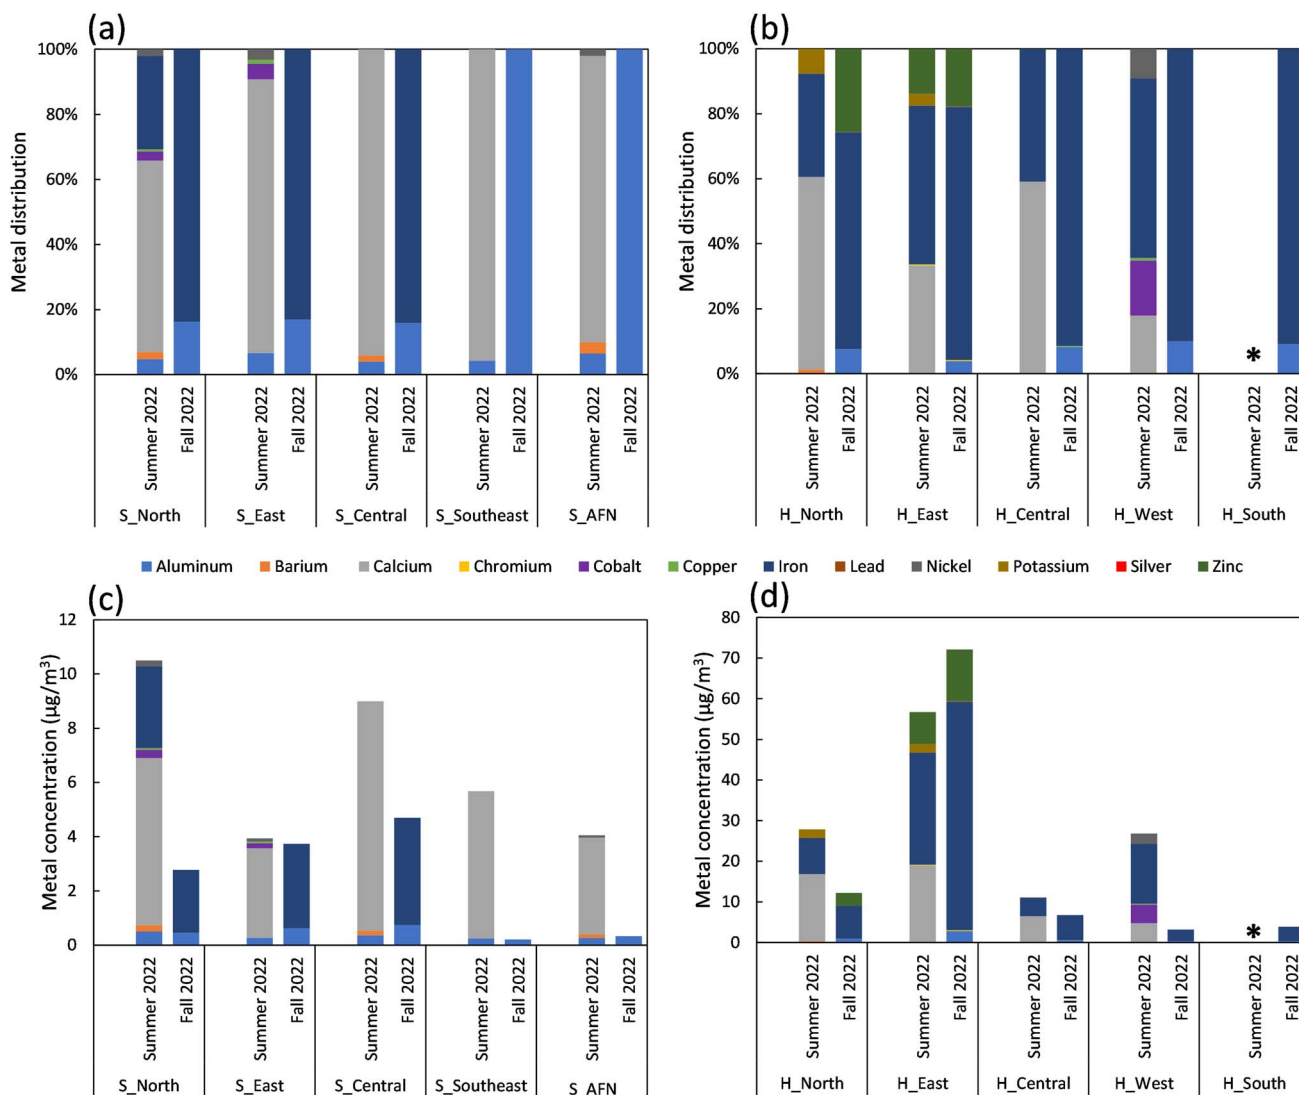 (a)
Metal distribution
100%
80%
60%
40%
20%
0%
Summer 2022
Fall 2022
Summer 2022
Fall 2022
Summer 2022
Fall 2022
Summer 2022
Fall 2022
Summer 2022
Fall 2022
S_North S_East S_Central S_Southeast S_AFN
(b)
Metal distribution
100%
80%
60%
40%
20%
0%
*
Summer 2022
Fall 2022
Summer 2022
Fall 2022
Summer 2022
Fall 2022
Summer 2022
Fall 2022
Summer 2022
Fall 2022
H_North H_East H_Central H_West H_South
Aluminum Barium Calcium Chromium Cobalt Copper Iron Lead Nickel Potassium Silver Zinc
(c)
Metal concentration (µg/m³)
12
10
8
6
4
2
0
Summer 2022
Fall 2022
Summer 2022
Fall 2022
Summer 2022
Fall 2022
Summer 2022
Fall 2022
Summer 2022
Fall 2022
S_North S_East S_Central S_Southeast S_AFN
(d)
Metal concentration (µg/m³)
80
70
60
50
40
30
20
10
0
*
Summer 2022
Fall 2022
Summer 2022
Fall 2022
Summer 2022
Fall 2022
Summer 2022
Fall 2022
Summer 2022
Fall 2022
H_North H_East H_Central H_West H_South